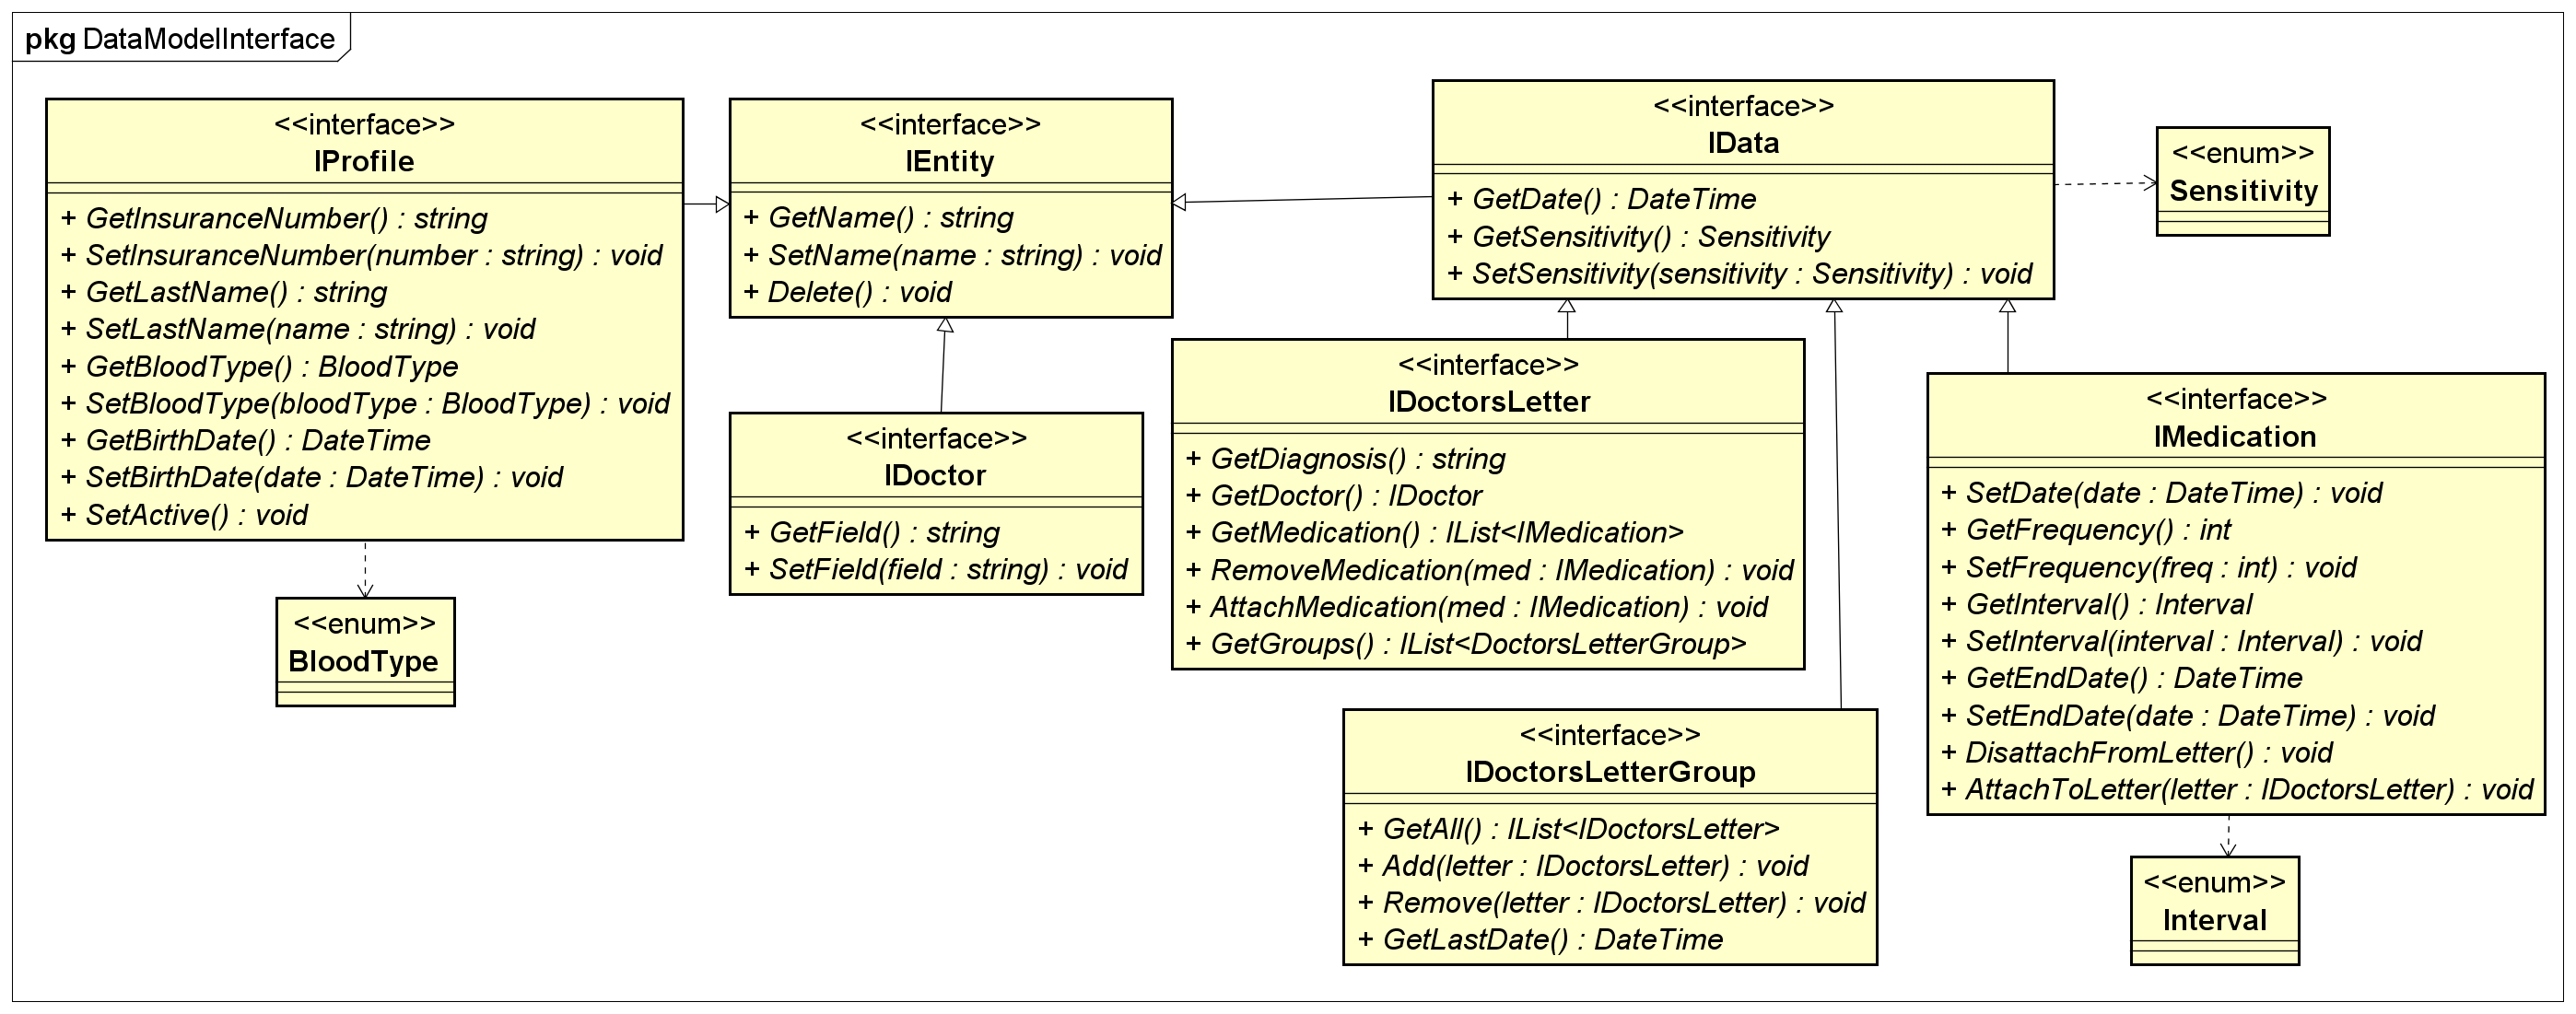 pkg DataModelInterface
<<interface>>
IProfile
+ GetInsuranceNumber() : string
+ SetInsuranceNumber(number : string) : void
+ GetLastName() : string
+ SetLastName(name : string) : void
+ GetBloodType() : BloodType
+ SetBloodType(bloodType : BloodType) : void
+ GetBirthDate() : DateTime
+ SetBirthDate(date : DateTime) : void
+ SetActive() : void
<<enum>>
BloodType
<<interface>>
IEntity
+ GetName() : string
+ SetName(name : string) : void
+ Delete() : void
<<interface>>
IDoctor
+ GetField() : string
+ SetField(field : string) : void
<<interface>>
IData
+ GetDate() : DateTime
+ GetSensitivity() : Sensitivity
+ SetSensitivity(sensitivity : Sensitivity) : void
<<enum>>
Sensitivity
<<interface>>
IDoctorsLetter
+ GetDiagnosis() : string
+ GetDoctor() : IDoctor
+ GetMedication() : IList<IMedication>
+ RemoveMedication(med : IMedication) : void
+ AttachMedication(med : IMedication) : void
+ GetGroups() : IList<DoctorsLetterGroup>
<<interface>>
IDoctorsLetterGroup
+ GetAll() : IList<IDoctorsLetter>
+ Add(letter : IDoctorsLetter) : void
+ Remove(letter : IDoctorsLetter) : void
+ GetLastDate() : DateTime
<<interface>>
IMedication
+ SetDate(date : DateTime) : void
+ GetFrequency() : int
+ SetFrequency(freq : int) : void
+ GetInterval() : Interval
+ SetInterval(interval : Interval) : void
+ GetEndDate() : DateTime
+ SetEndDate(date : DateTime) : void
+ DisattachFromLetter() : void
+ AttachToLetter(letter : IDoctorsLetter) : void
<<enum>>
Interval